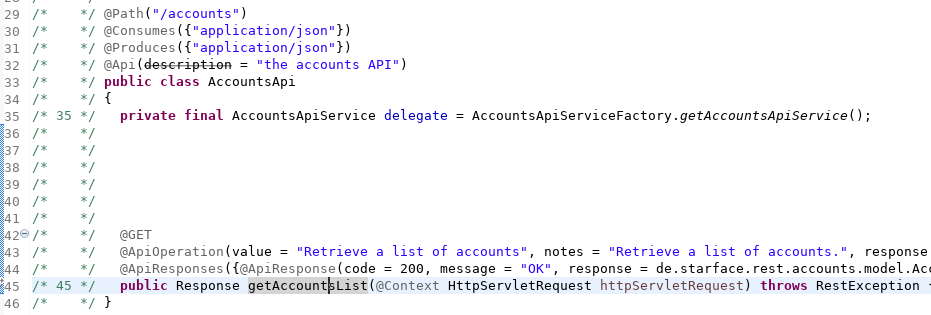 29 /*    */ @Path("/accounts")
30 /*    */ @Consumes({"application/json"})
31 /*    */ @Produces({"application/json"})
32 /*    */ @Api(description = "the accounts API")
33 /*    */ public class AccountsApi
34 /*    */ {
35 /* 35 */   private final AccountsApiService delegate = AccountsApiServiceFactory.getAccountsApiService();
36 /*    */
37 /*    */
38 /*    */
39 /*    */
40 /*    */
41 /*    */
42 /*    */   @GET
43 /*    */   @ApiOperation(value = "Retrieve a list of accounts", notes = "Retrieve a list of accounts.", response
44 /*    */   @ApiResponses({@ApiResponse(code = 200, message = "OK", response = de.starface.rest.accounts.model.Acc
45 /* 45 */   public Response getAccountsList(@Context HttpServletRequest httpServletRequest) throws RestException
46 /*    */ }